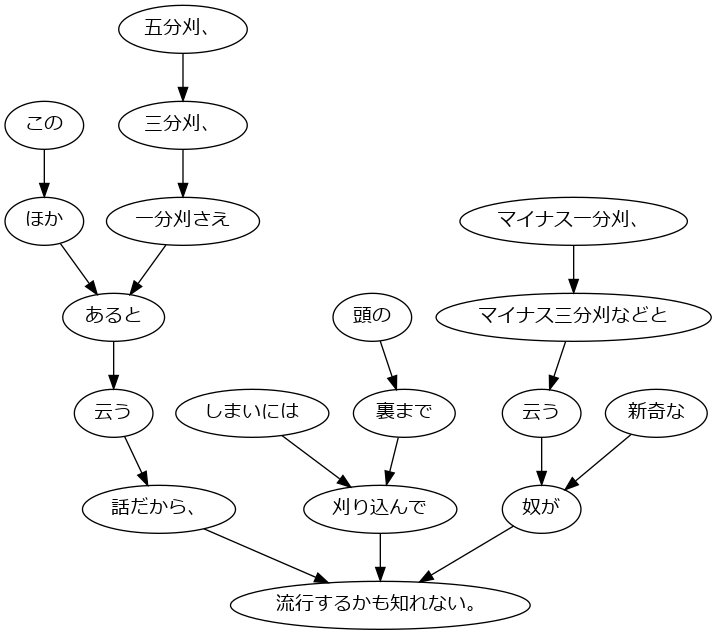 五分刈、
この
三分刈、
ほか
一分刈さえ
マイナス一分刈、
あると
頭の
マイナス三分刈などと
云う
しまいには
裏まで
云う
新奇な
話だから、
刈り込んで
奴が
流行するかも知れない。